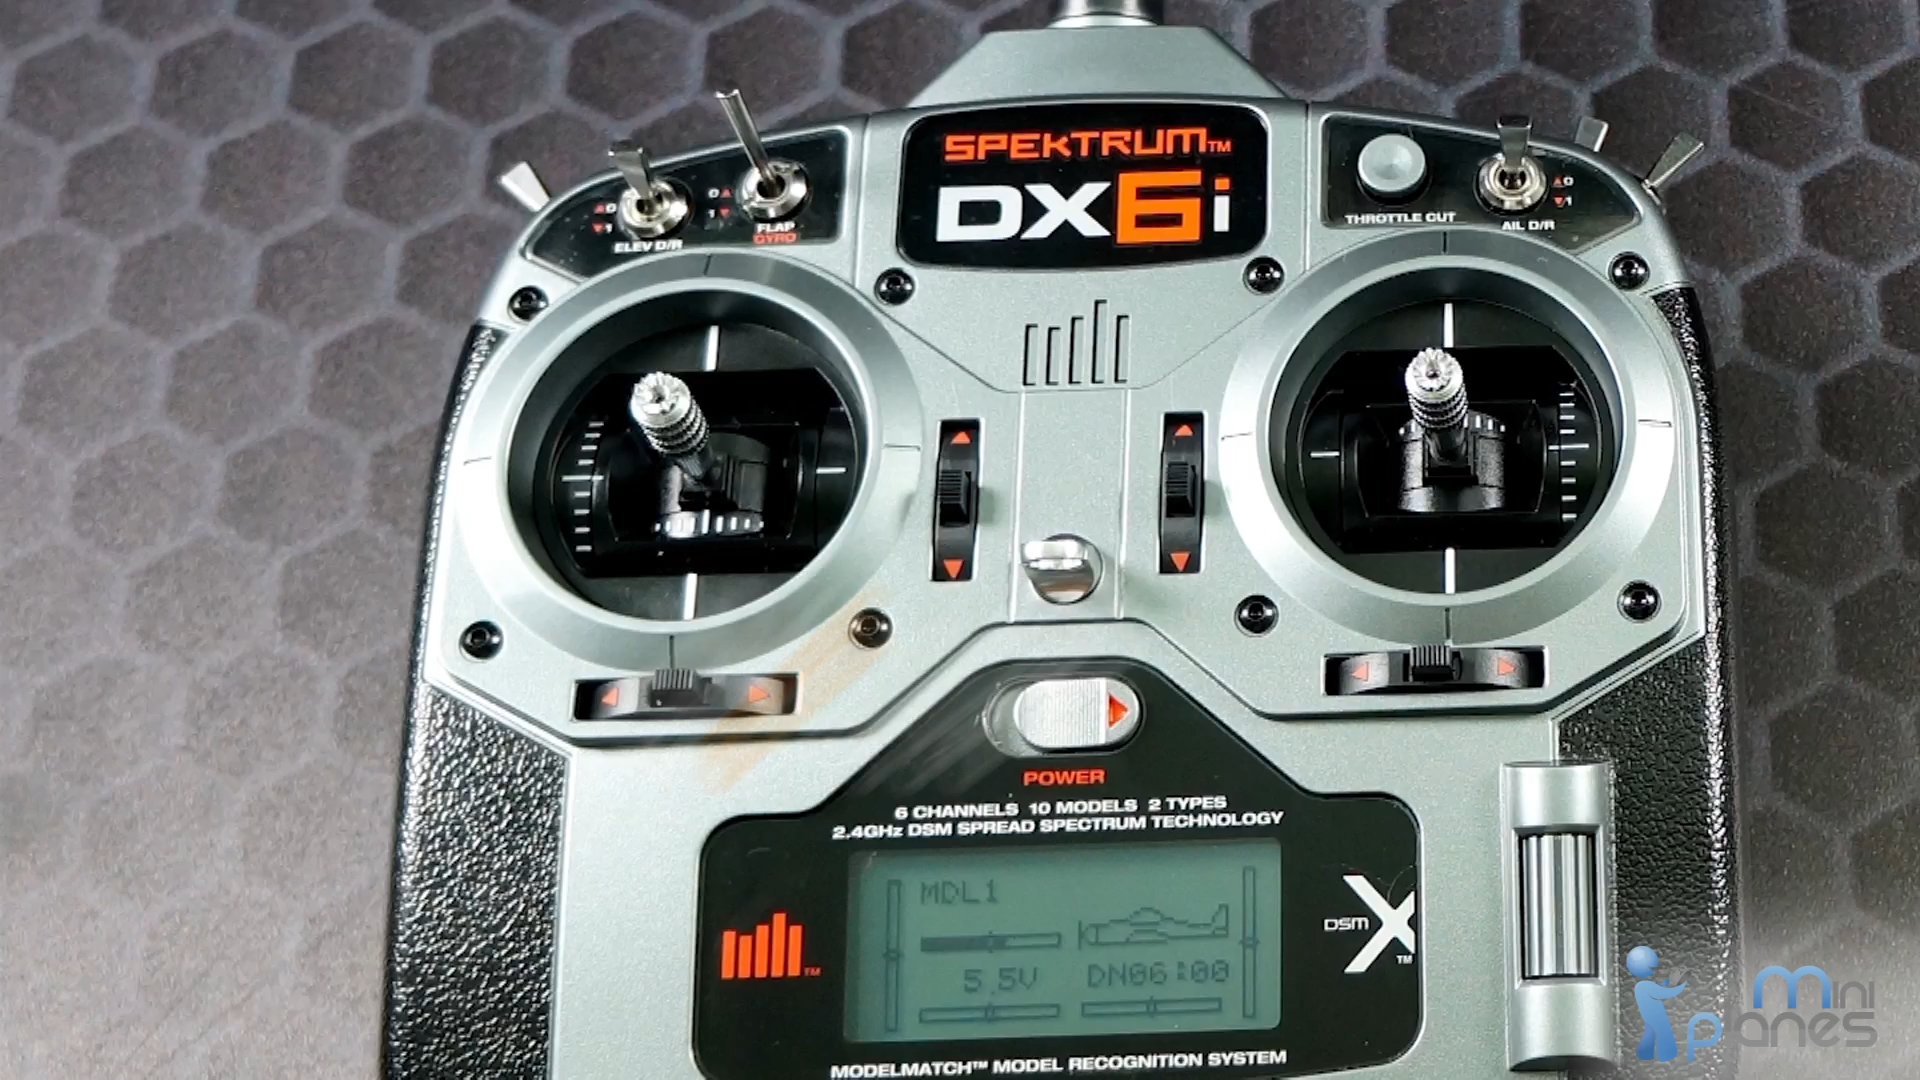 SPEKTRUM™
DX6i
0
1
ELEV D/R
0
1
FLAP
GYRO
THROTTLE CUT
0
1
AIL D/R
POWER
6 CHANNELS 10 MODELS 2 TYPES
2.4GHz DSM SPREAD SPECTRUM TECHNOLOGY
MDL1
5.5V DN06:00
™
DSM X™
MODELMATCH™ MODEL RECOGNITION SYSTEM
mini
planes